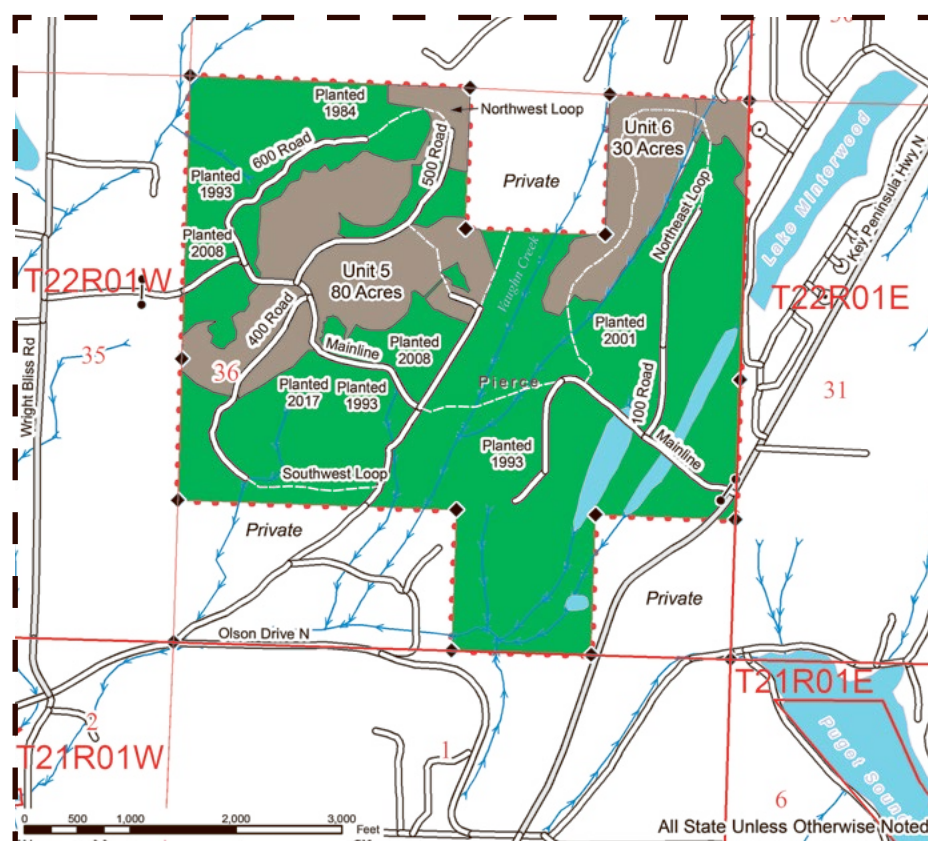 Planted
1984
Northwest Loop
Unit 6
30 Acres
600 Road
500 Road
Private
Planted
1993
Northeast Loop
Lake Minterwood
Key Peninsula Hwy N
Planted
2008
T22R01W
Unit 5
80 Acres
Vaughn Creek
T22R01E
400 Road
Mainline
Planted
2008
Planted
2001
35
36
Pierce
31
Wright Bliss Rd
Planted
2017
Planted
1993
100 Road
Planted
1993
Mainline
Southwest Loop
Private
Private
Olson Drive N
T21R01E
2
T21R01W
1
Puget Sound
6
0 500 1,000 2,000 3,000
Feet
All State Unless Otherwise Noted